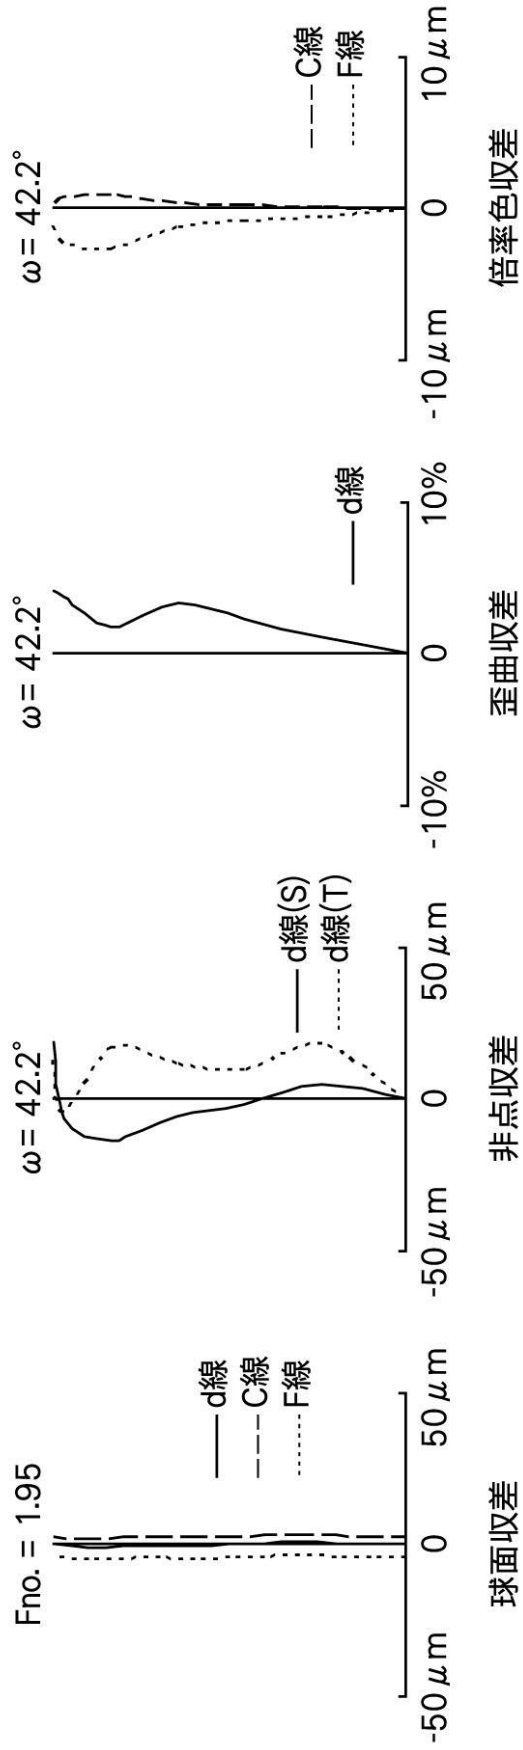 Fno. = 1.95
d線
C線
F線
-50μm
0
50μm
球面収差
ω= 42.2°
d線(S)
d線(T)
-50μm
0
50μm
非点収差
ω= 42.2°
d線
-10%
0
10%
歪曲収差
ω= 42.2°
C線
F線
-10μm
0
10μm
倍率色収差